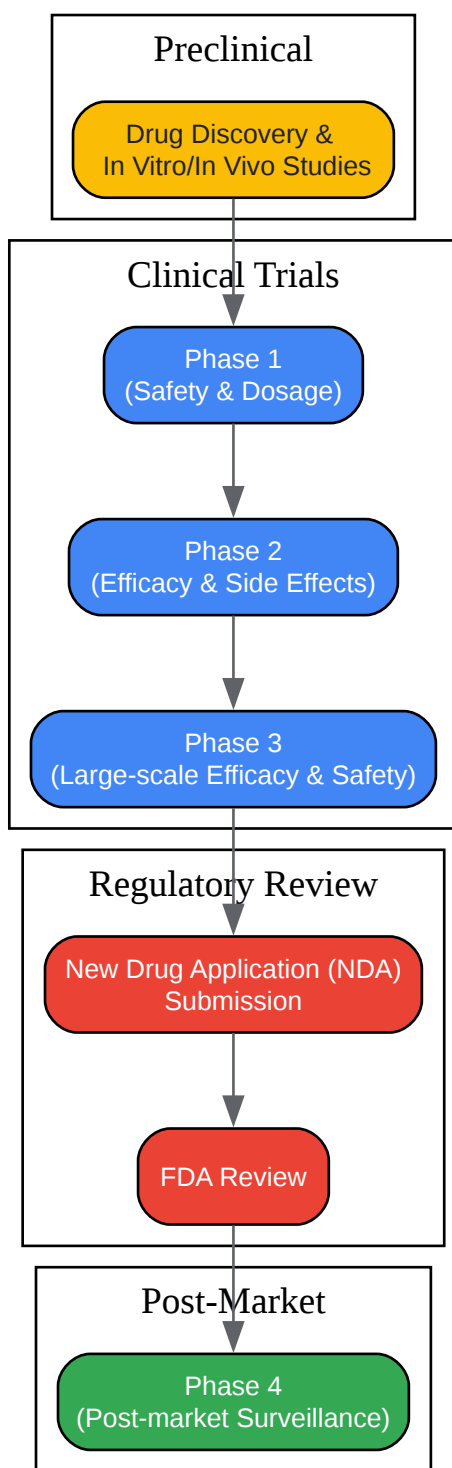 Preclinical
Drug Discovery &
In Vitro/In Vivo Studies
Clinical Trials
Phase 1
(Safety & Dosage)
Phase 2
(Efficacy & Side Effects)
Phase 3
(Large-scale Efficacy & Safety)
Regulatory Review
New Drug Application (NDA)
Submission
FDA Review
Post-Market
Phase 4
(Post-market Surveillance)